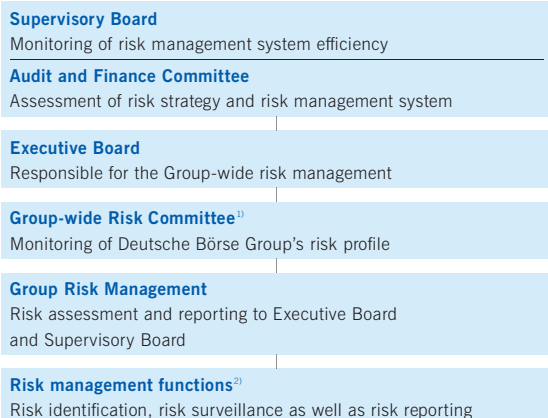 Supervisory Board
Monitoring of risk management system efficiency
Audit and Finance Committee
Assessment of risk strategy and risk management system
Executive Board
Responsible for the Group-wide risk management
Group-wide Risk Committee¹⁾
Monitoring of Deutsche Börse Group’s risk profile
Group Risk Management
Risk assessment and reporting to Executive Board
and Supervisory Board
Risk management functions²⁾
Risk identification, risk surveillance as well as risk reporting